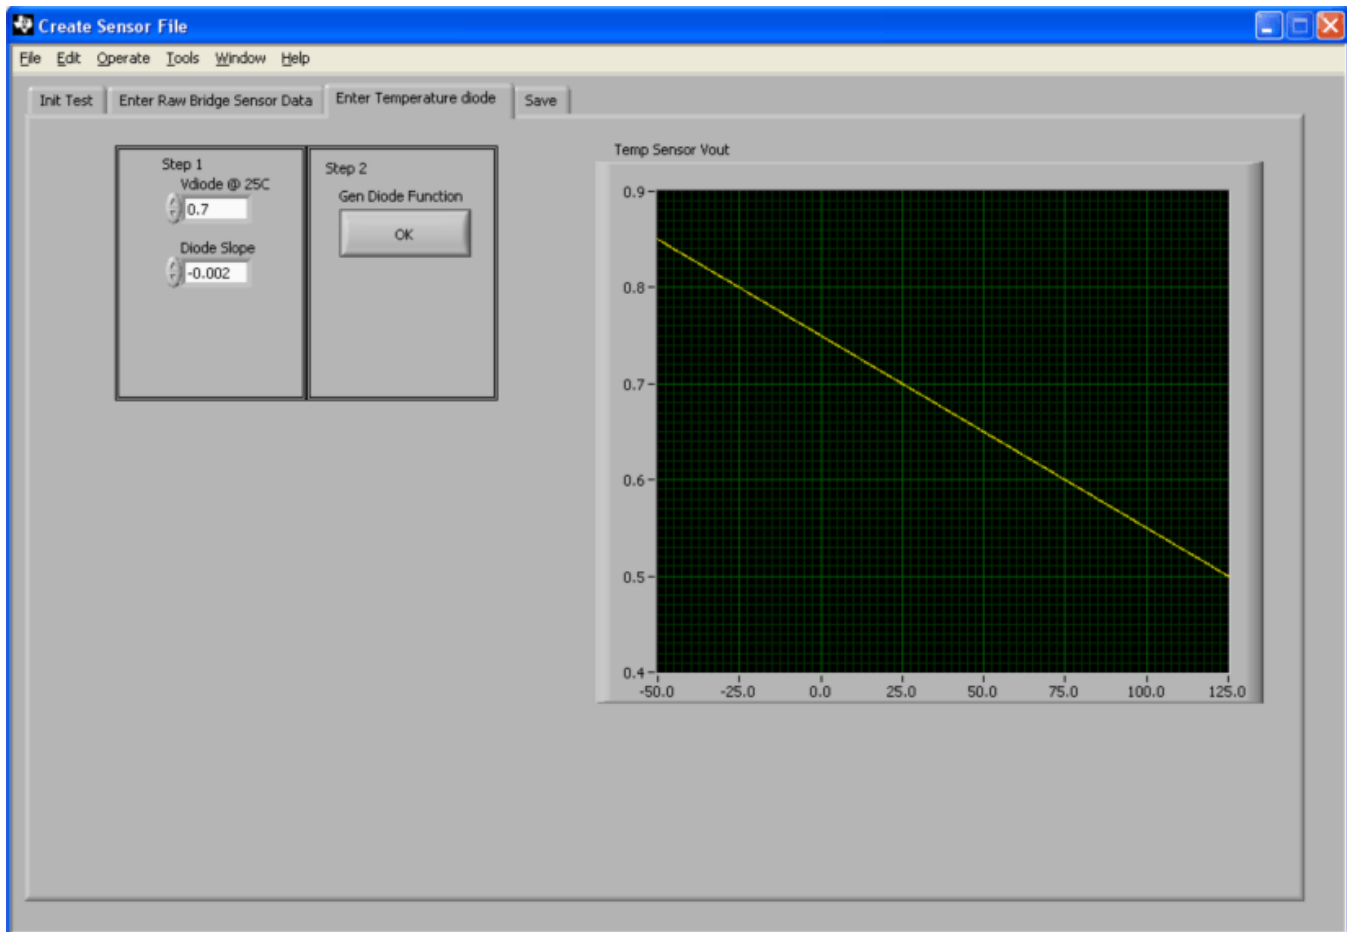 Create Sensor File
File Edit Operate Tools Window Help
Init Test Enter Raw Bridge Sensor Data Enter Temperature diode Save
Step 1
Vdiode @ 25C
0.7
Diode Slope
-0.002
Step 2
Gen Diode Function
OK
Temp Sensor Vout
0.9
0.8
0.7
0.6
0.5
0.4
-50.0 -25.0 0.0 25.0 50.0 75.0 100.0 125.0